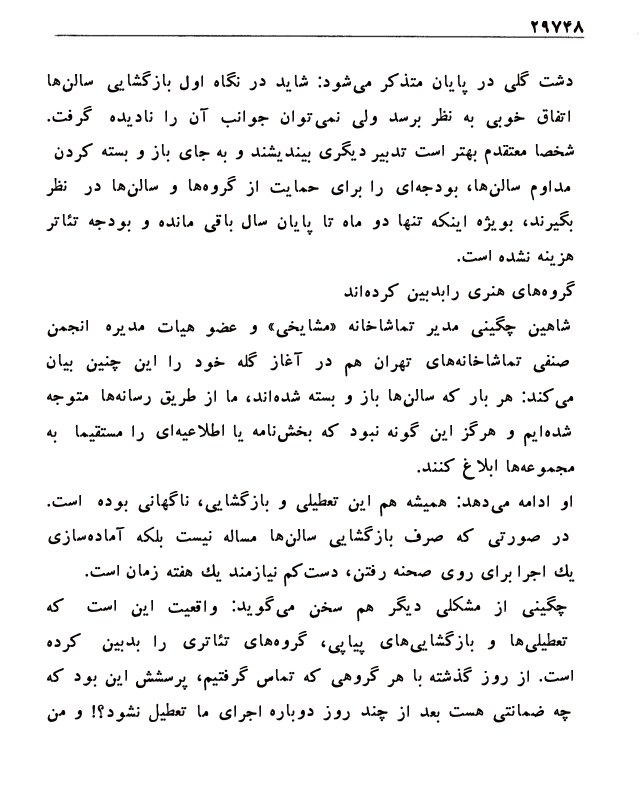 ۲۹۷۴۸
دشت گلی در پایان متذکر می‌شود: شاید در نگاه اول بازگشایی سالن‌ها
اتفاق خوبی به نظر برسد ولی نمی‌توان جوانب آن را نادیده گرفت.
شخصا معتقدم بهتر است تدبیر دیگری بیندیشند و به جای باز و بسته کردن
مداوم سالن‌ها، بودجه‌ای را برای حمایت از گروه‌ها و سالن‌ها در نظر
بگیرند، بویژه اینکه تنها دو ماه تا پایان سال باقی مانده و بودجه تئاتر
هزینه نشده است.
گروه‌های هنری رابدبین کرده‌اند
شاهین چگینی مدیر تماشاخانه «مشایخی» و عضو هیات مدیره انجمن
صنفی تماشاخانه‌های تهران هم در آغاز گله خود را این چنین بیان
می‌کند: هر بار که سالن‌ها باز و بسته شده‌اند، ما از طریق رسانه‌ها متوجه
شده‌ایم و هرگز این گونه نبود که بخش‌نامه یا اطلاعیه‌ای را مستقیما به
مجموعه‌ها ابلاغ کنند.
او ادامه می‌دهد: همیشه هم این تعطیلی و بازگشایی، ناگهانی بوده است.
در صورتی که صرف بازگشایی سالن‌ها مساله نیست بلکه آماده‌سازی
یك اجرا برای روی صحنه رفتن، دست‌کم نیازمند یك هفته زمان است.
چگینی از مشکلی دیگر هم سخن می‌گوید: واقعیت این است که
تعطیلی‌ها و بازگشایی‌های پیاپی، گروه‌های تئاتری را بدبین کرده
است. از روز گذشته با هر گروهی که تماس گرفتیم، پرسشش این بود که
چه ضمانتی هست بعد از چند روز دوباره اجرای ما تعطیل نشود؟! و من